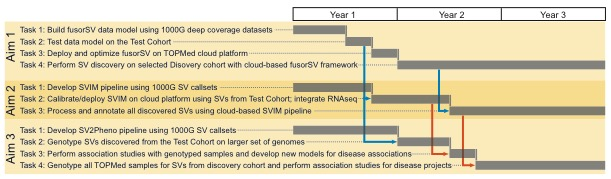 Year 1 Year 2 Year 3
Aim 1
Task 1: Build fusorSV data model using 1000G deep coverage datasets
Task 2: Test data model on the Test Cohort
Task 3: Deploy and optimize fusorSV on TOPMed cloud platform
Task 4: Perform SV discovery on selected Discovery cohort with cloud-based fusorSV framework
Aim 2
Task 1: Develop SVIM pipeline using 1000G SV callsets
Task 2: Calibrate/deploy SVIM on cloud platform using SVs from Test Cohort; integrate RNAseq
Task 3: Process and annotate all discovered SVs using cloud-based SVIM pipeline
Aim 3
Task 1: Develop SV2Pheno pipeline using 1000G SV callsets
Task 2: Genotype SVs discovered from the Test Cohort on larger set of genomes
Task 3: Perform association studies with genotyped samples and develop new models for disease associations
Task 4: Genotype all TOPMed samples for SVs from discovery cohort and perform association studies for disease projects